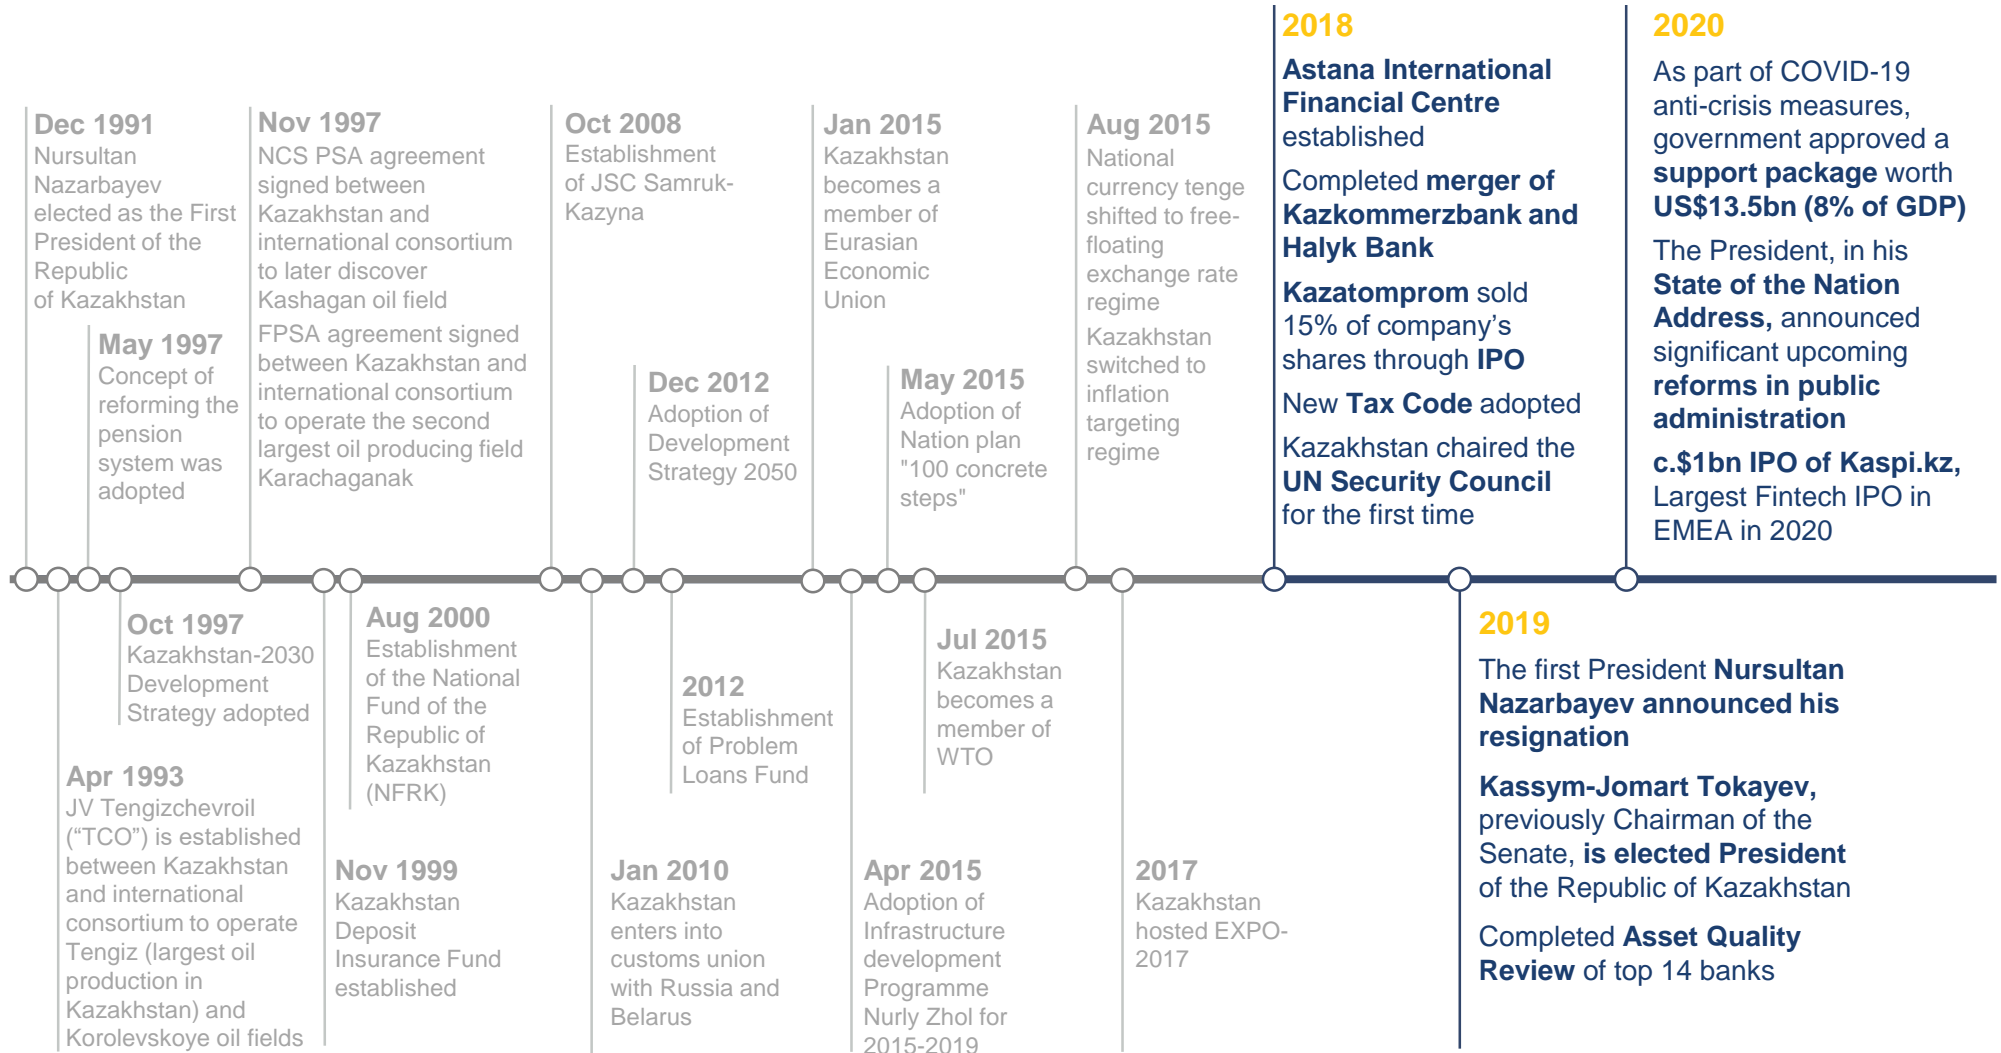 Dec 1991
Nursultan
Nazarbayev
elected as the First
President of the
Republic
of Kazakhstan
May 1997
Concept of
reforming the
pension
system was
adopted
Nov 1997
NCS PSA agreement
signed between
Kazakhstan and
international consortium
to later discover
Kashagan oil field
FPSA agreement signed
between Kazakhstan and
international consortium
to operate the second
largest oil producing field
Karachaganak
Oct 2008
Establishment
of JSC Samruk-
Kazyna
Dec 2012
Adoption of
Development
Strategy 2050
Jan 2015
Kazakhstan
becomes a
member of
Eurasian
Economic
Union
May 2015
Adoption of
Nation plan
"100 concrete
steps"
Aug 2015
National
currency tenge
shifted to free-
floating
exchange rate
regime
Kazakhstan
switched to
inflation
targeting
regime
2018
Astana International
Financial Centre
established
Completed merger of
Kazkommerzbank and
Halyk Bank
Kazatomprom sold
15% of company’s
shares through IPO
New Tax Code adopted
Kazakhstan chaired the
UN Security Council
for the first time
2020
As part of COVID-19
anti-crisis measures,
government approved a
support package worth
US$13.5bn (8% of GDP)
The President, in his
State of the Nation
Address, announced
significant upcoming
reforms in public
administration
c.$1bn IPO of Kaspi.kz,
Largest Fintech IPO in
EMEA in 2020
Apr 1993
JV Tengizchevroil
(“TCO”) is established
between Kazakhstan
and international
consortium to operate
Tengiz (largest oil
production in
Kazakhstan) and
Korolevskoye oil fields
Oct 1997
Kazakhstan-2030
Development
Strategy adopted
Nov 1999
Kazakhstan
Deposit
Insurance Fund
established
Aug 2000
Establishment
of the National
Fund of the
Republic of
Kazakhstan
(NFRK)
Jan 2010
Kazakhstan
enters into
customs union
with Russia and
Belarus
2012
Establishment
of Problem
Loans Fund
Apr 2015
Adoption of
Infrastructure
development
Programme
Nurly Zhol for
2015-2019
Jul 2015
Kazakhstan
becomes a
member of
WTO
2017
Kazakhstan
hosted EXPO-
2017
2019
The first President Nursultan
Nazarbayev announced his
resignation
Kassym-Jomart Tokayev,
previously Chairman of the
Senate, is elected President
of the Republic of Kazakhstan
Completed Asset Quality
Review of top 14 banks